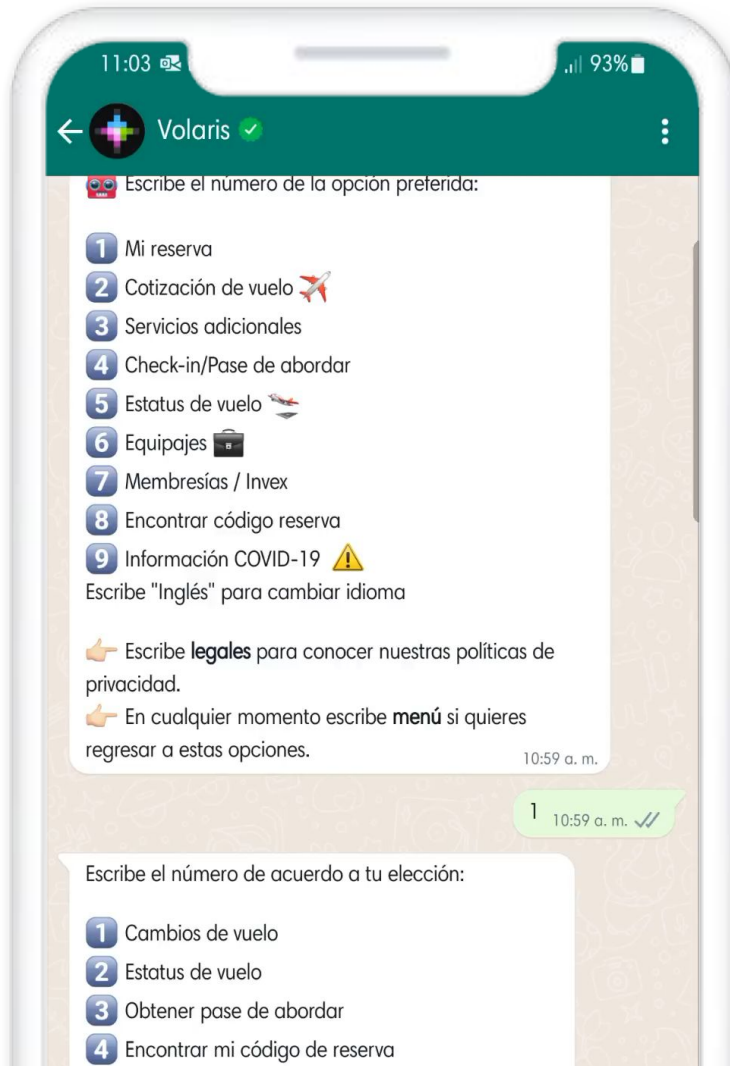 11:03
93%
Volaris
Escribe el número de la opción preferida:
1 Mi reserva
2 Cotización de vuelo
3 Servicios adicionales
4 Check-in/Pase de abordar
5 Estatus de vuelo
6 Equipajes
7 Membresías / Invex
8 Encontrar código reserva
9 Información COVID-19
Escribe "Inglés" para cambiar idioma
Escribe legales para conocer nuestras políticas de
privacidad.
En cualquier momento escribe menú si quieres
regresar a estas opciones.
10:59 a. m.
1 10:59 a. m.
Escribe el número de acuerdo a tu elección:
1 Cambios de vuelo
2 Estatus de vuelo
3 Obtener pase de abordar
4 Encontrar mi código de reserva